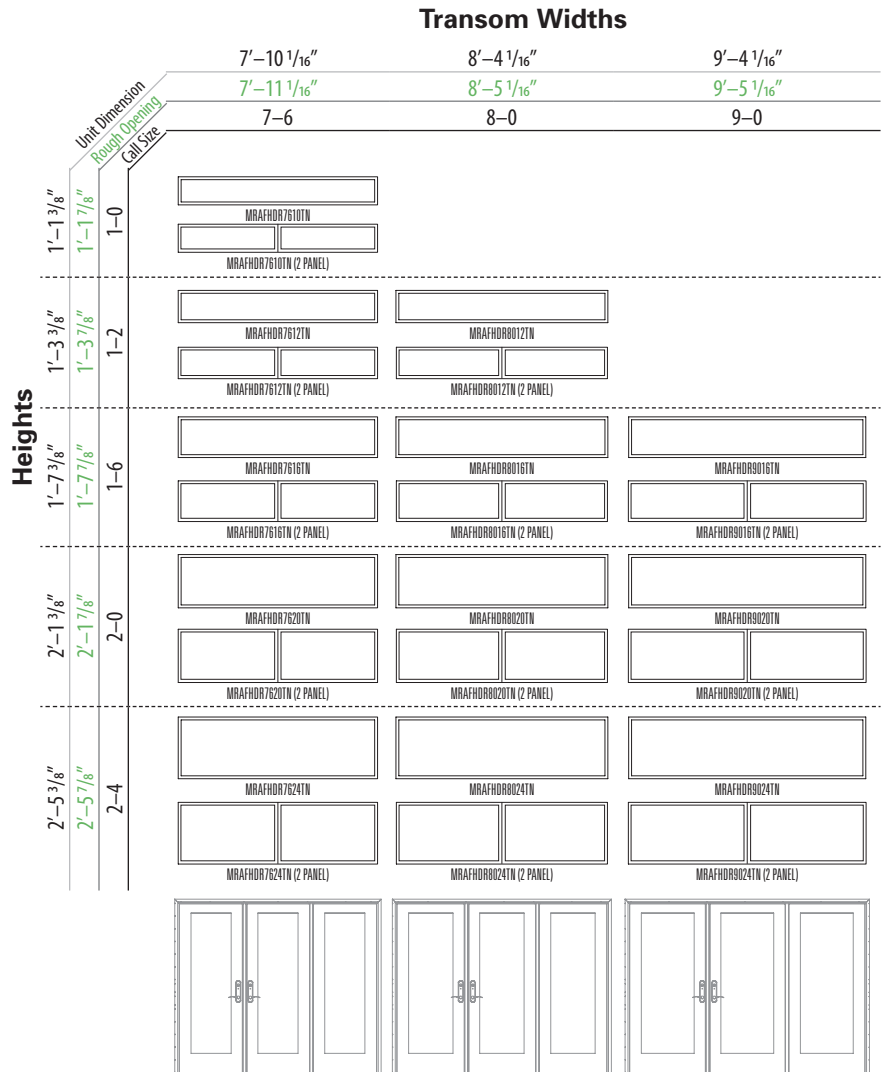 Transom Widths
7′–10 1/16″ 8′–4 1/16″ 9′–4 1/16″
7′–11 1/16″ 8′–5 1/16″ 9′–5 1/16″
7–6 8–0 9–0
Unit Dimension
Rough Opening
Call Size
Heights
1′–1 3/8″ 1′–1 7/8″ 1–0
MRAFHDR7610TN
MRAFHDR7610TN (2 PANEL)
1′–3 3/8″ 1′–3 7/8″ 1–2
MRAFHDR7612TN MRAFHDR8012TN
MRAFHDR7612TN (2 PANEL) MRAFHDR8012TN (2 PANEL)
1′–7 3/8″ 1′–7 7/8″ 1–6
MRAFHDR7616TN MRAFHDR8016TN MRAFHDR9016TN
MRAFHDR7616TN (2 PANEL) MRAFHDR8016TN (2 PANEL) MRAFHDR9016TN (2 PANEL)
2′–1 3/8″ 2′–1 7/8″ 2–0
MRAFHDR7620TN MRAFHDR8020TN MRAFHDR9020TN
MRAFHDR7620TN (2 PANEL) MRAFHDR8020TN (2 PANEL) MRAFHDR9020TN (2 PANEL)
2′–5 3/8″ 2′–5 7/8″ 2–4
MRAFHDR7624TN MRAFHDR8024TN MRAFHDR9024TN
MRAFHDR7624TN (2 PANEL) MRAFHDR8024TN (2 PANEL) MRAFHDR9024TN (2 PANEL)